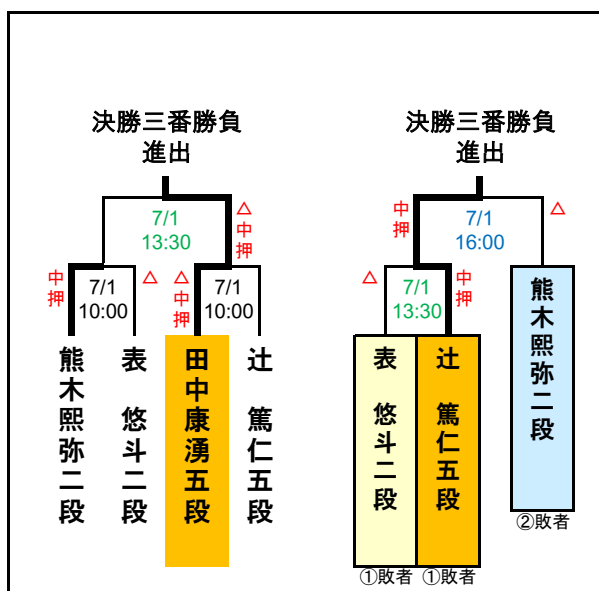 決勝三番勝負
進出
7/1
13:30
△
中
押
中
押
7/1
10:00
△
△
中
押
7/1
10:00
熊木熙弥二段
表 悠斗二段
田中康湧五段
辻 篤仁五段
決勝三番勝負
進出
中
押
7/1
16:00
△
△
7/1
13:30
中
押
表 悠斗二段
辻 篤仁五段
熊木熙弥二段
①敗者
①敗者
②敗者